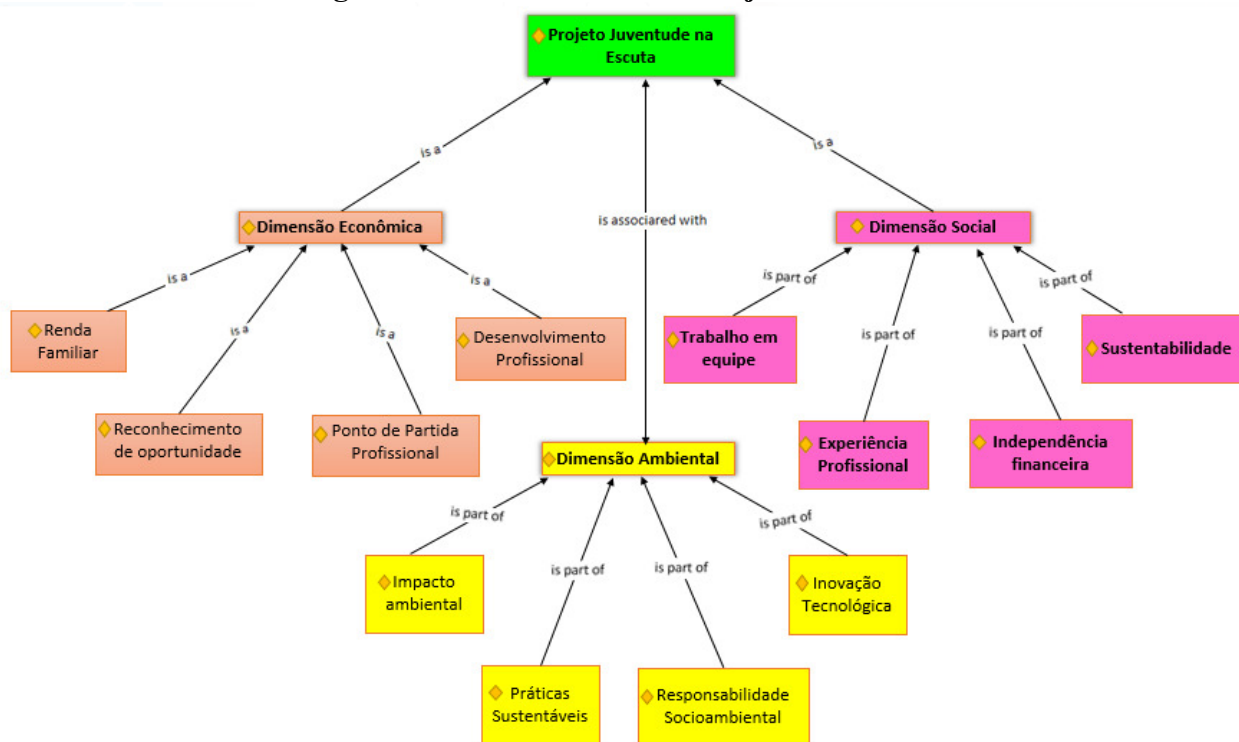 Projeto Juventude na
Escuta
is a
is a
is associared with
Dimensão Econômica
Dimensão Social
is a
is a
is a
is a
is part of
is part of
is part of
is part of
Renda
Familiar
Desenvolvimento
Profissional
Trabalho em
equipe
Sustentabilidade
Reconhecimento
de oportunidade
Ponto de Partida
Profissional
Experiência
Profissional
Independência
financeira
Dimensão Ambiental
is part of
is part of
is part of
is part of
Impacto
ambiental
Inovação
Tecnológica
Práticas
Sustentáveis
Responsabilidade
Socioambiental